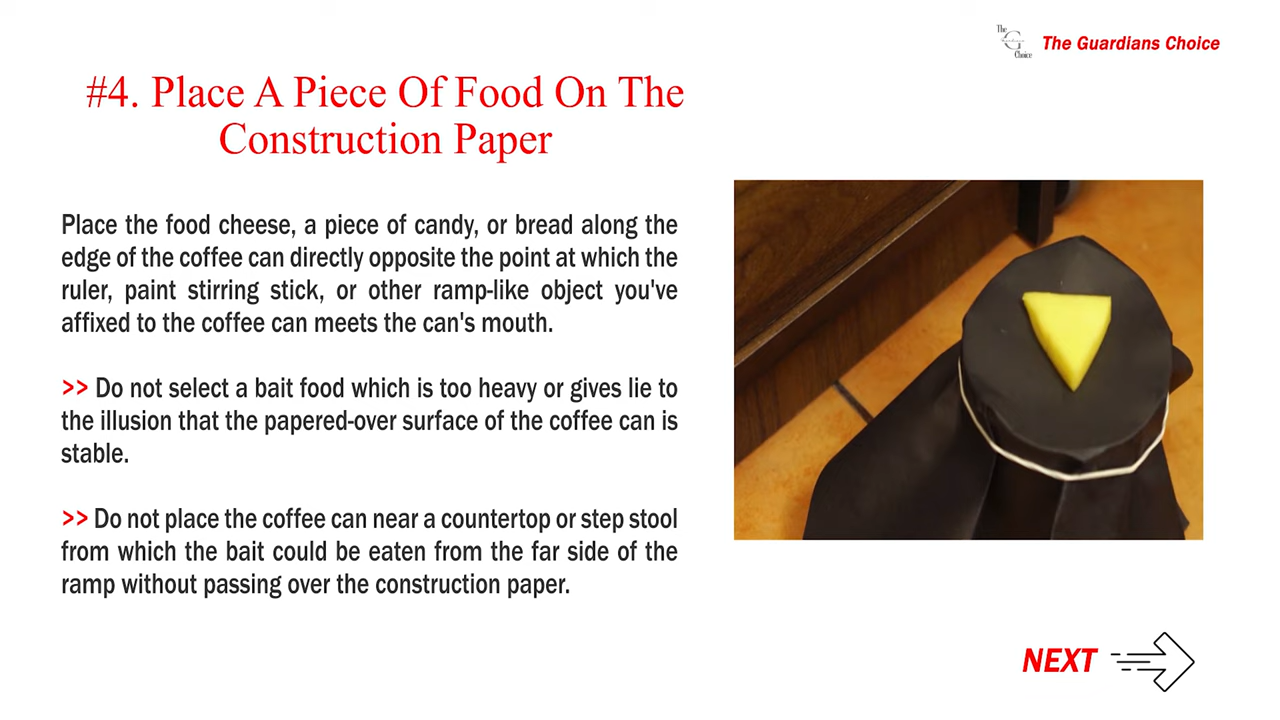 The
G
Choice
The Guardians Choice
#4. Place A Piece Of Food On The
Construction Paper
Place the food cheese, a piece of candy, or bread along the
edge of the coffee can directly opposite the point at which the
ruler, paint stirring stick, or other ramp-like object you've
affixed to the coffee can meets the can's mouth.
>> Do not select a bait food which is too heavy or gives lie to
the illusion that the papered-over surface of the coffee can is
stable.
>> Do not place the coffee can near a countertop or step stool
from which the bait could be eaten from the far side of the
ramp without passing over the construction paper.
NEXT